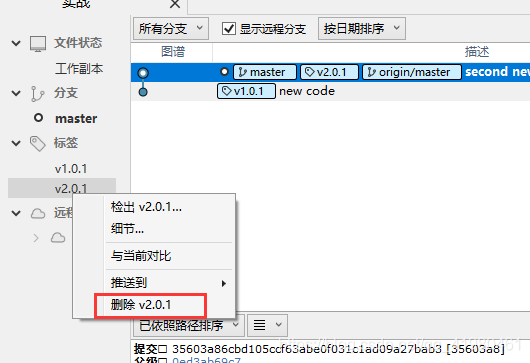 实战
所有分支 显示远程分支 按日期排序
图谱 描述
master v2.0.1 origin/master second new
v1.0.1 new code
文件状态
工作副本
分支
master
标签
v1.0.1
v2.0.1
远程
检出 v2.0.1...
细节...
与当前对比
推送到
删除 v2.0.1
已依照路径排序
提交 [35603a8]
父级